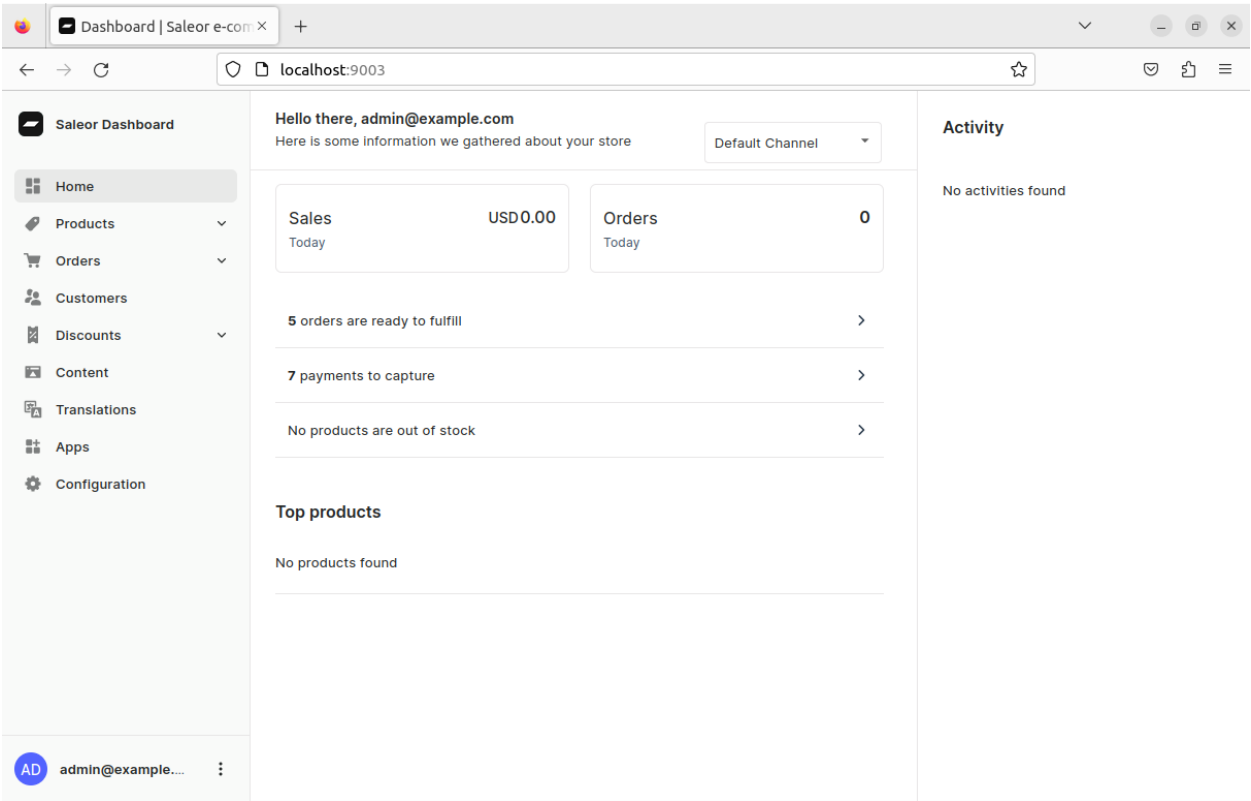 Dashboard | Saleor e-com
localhost:9003
Saleor Dashboard
Home
Products
Orders
Customers
Discounts
Content
Translations
Apps
Configuration
AD
admin@example....
Hello there, admin@example.com
Here is some information we gathered about your store
Default Channel
Sales
USD0.00
Today
Orders
0
Today
5 orders are ready to fulfill
7 payments to capture
No products are out of stock
Top products
No products found
Activity
No activities found